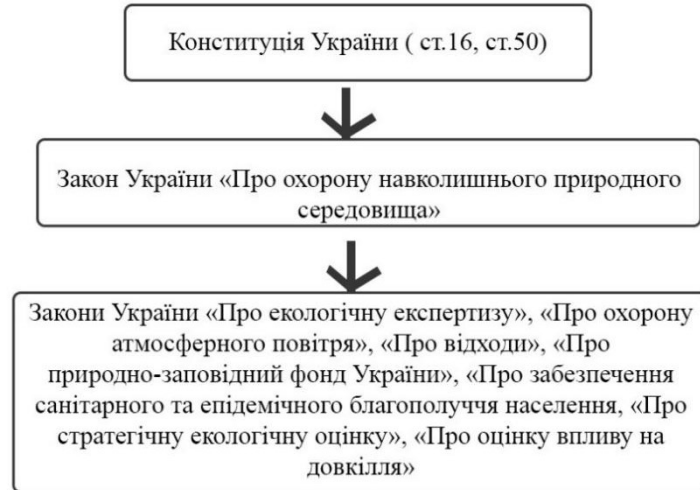 Конституція України ( ст.16, ст.50)
Закон України «Про охорону навколишнього природного
середовища»
Закони України «Про екологічну експертизу», «Про охорону
атмосферного повітря», «Про відходи», «Про
природно-заповідний фонд України», «Про забезпечення
санітарного та епідемічного благополуччя населення, «Про
стратегічну екологічну оцінку», «Про оцінку впливу на
довкілля»